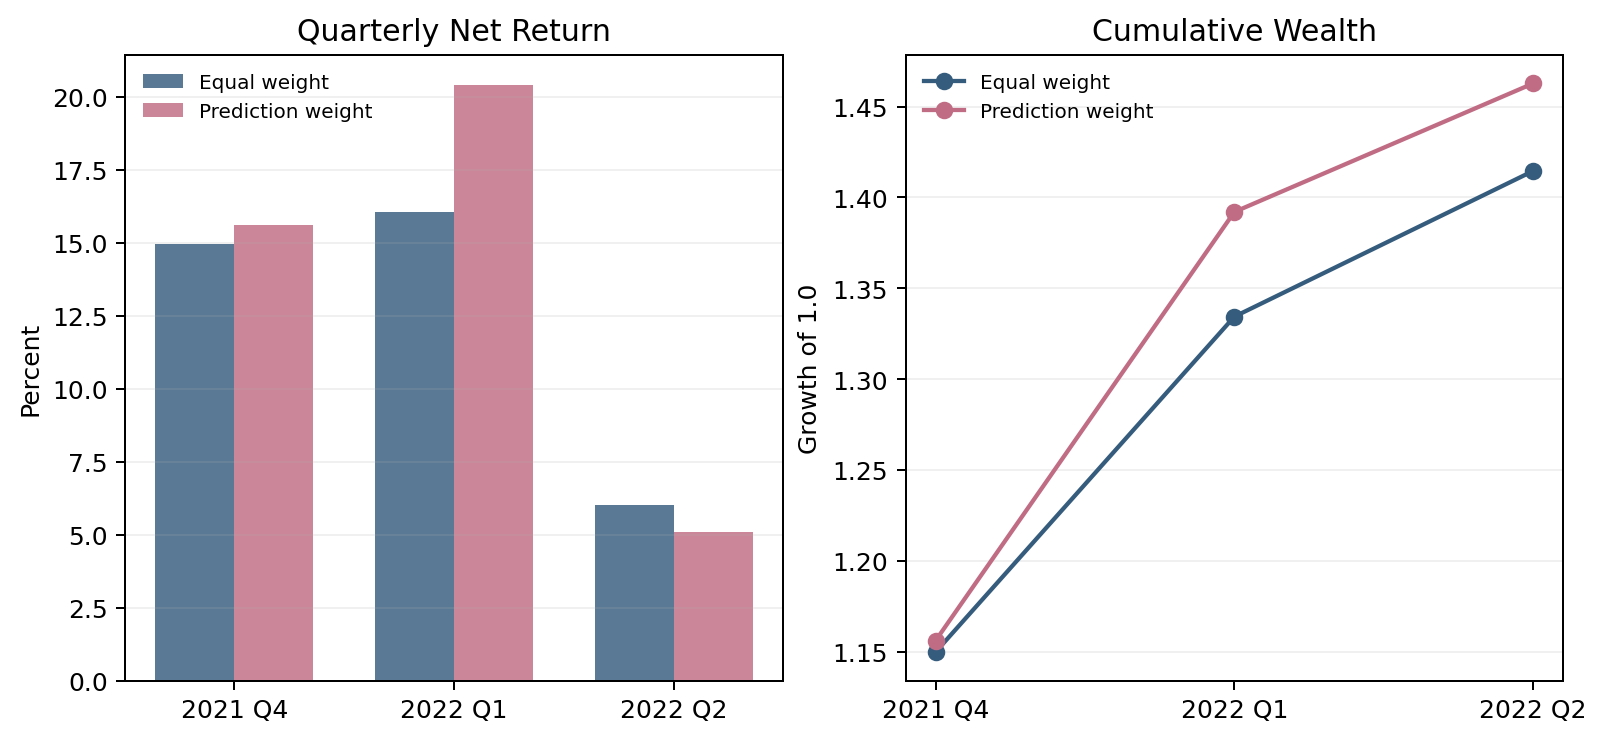 Quarterly Net Return
Equal weight
Prediction weight
Percent
20.0
17.5
15.0
12.5
10.0
7.5
5.0
2.5
0.0
2021 Q4
2022 Q1
2022 Q2
Cumulative Wealth
Equal weight
Prediction weight
Growth of 1.0
1.45
1.40
1.35
1.30
1.25
1.20
1.15
2021 Q4
2022 Q1
2022 Q2